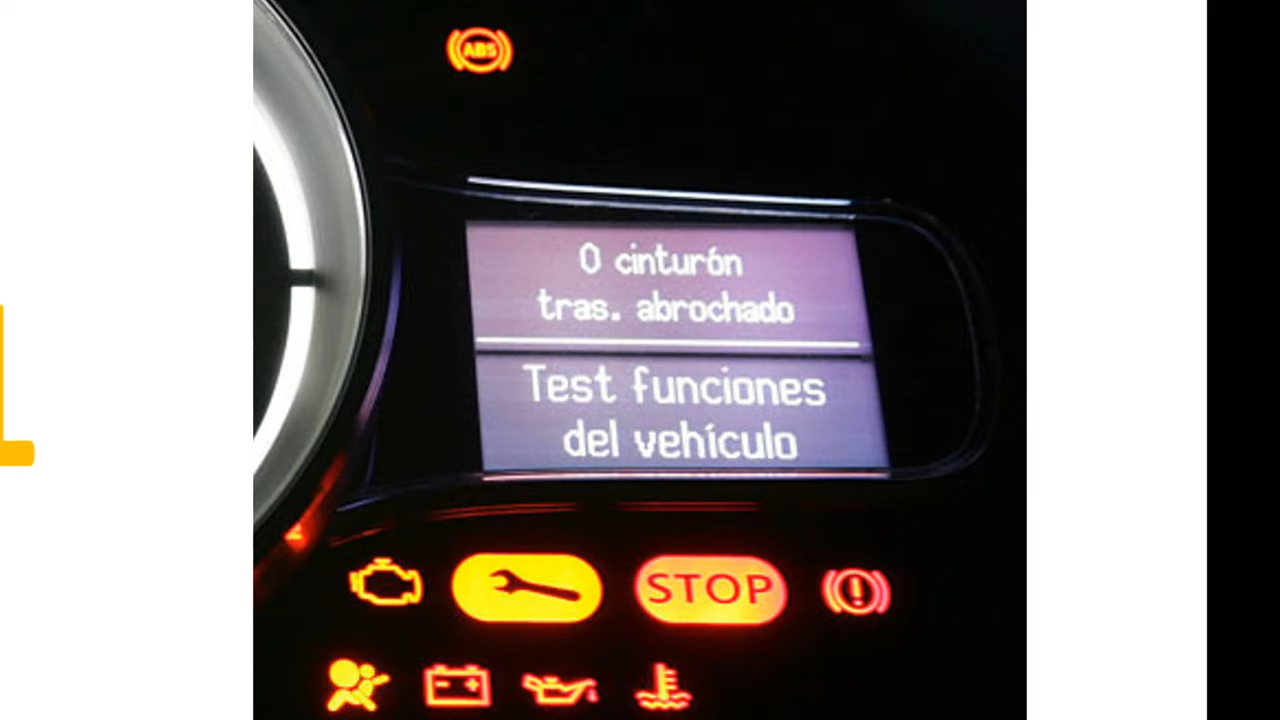 ABS
0 cinturón
tras. abrochado
Test funciones
del vehículo
STOP